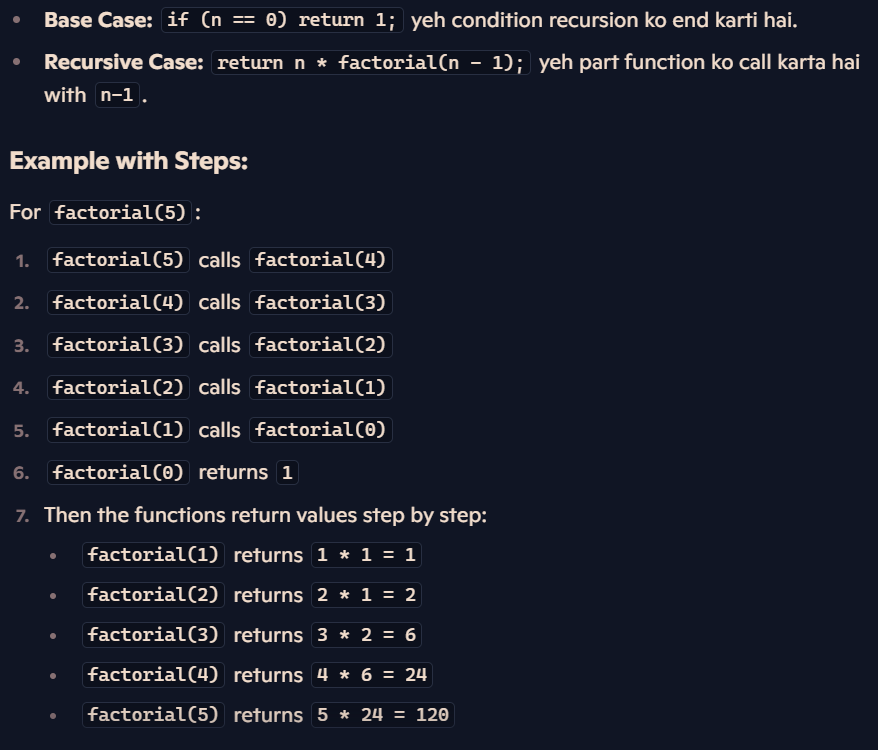 Base Case: if (n == 0) return 1; yeh condition recursion ko end karti hai.
Recursive Case: return n * factorial(n - 1); yeh part function ko call karta hai
with n-1.
Example with Steps:
For factorial(5):
1. factorial(5) calls factorial(4)
2. factorial(4) calls factorial(3)
3. factorial(3) calls factorial(2)
4. factorial(2) calls factorial(1)
5. factorial(1) calls factorial(0)
6. factorial(0) returns 1
7. Then the functions return values step by step:
factorial(1) returns 1 * 1 = 1
factorial(2) returns 2 * 1 = 2
factorial(3) returns 3 * 2 = 6
factorial(4) returns 4 * 6 = 24
factorial(5) returns 5 * 24 = 120